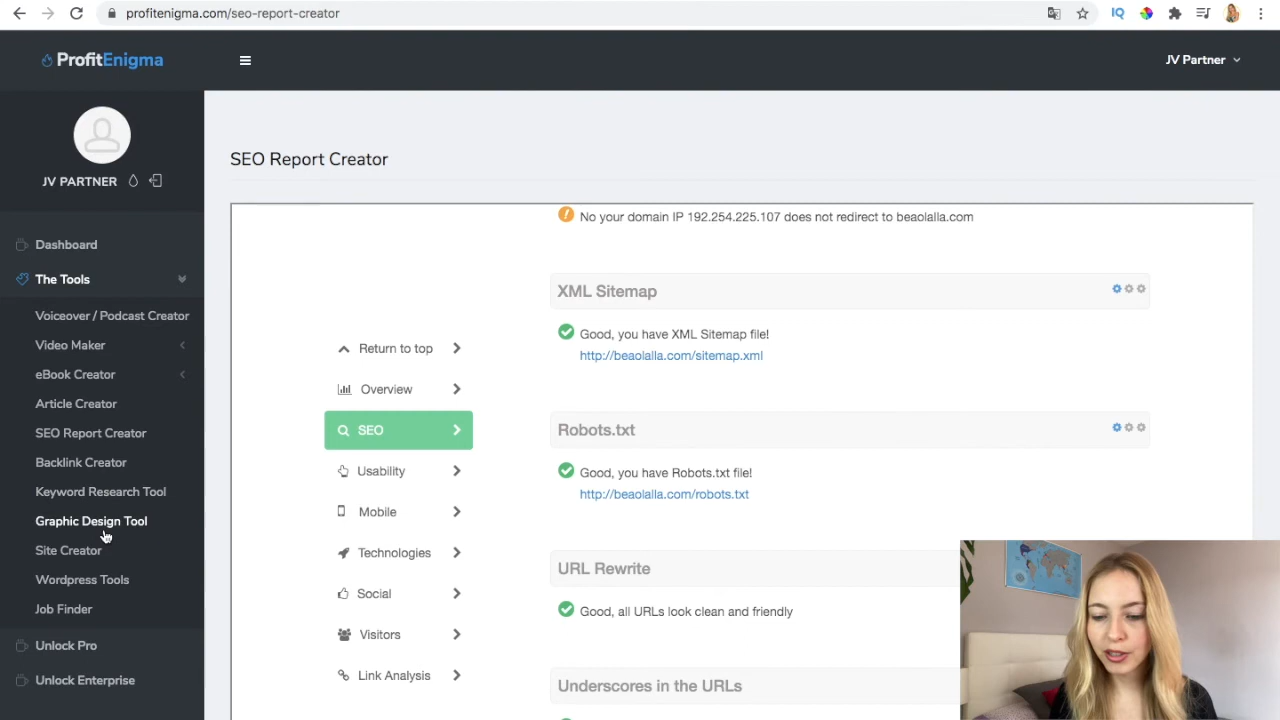 profitenigma.com/seo-report-creator
IQ
ProfitEnigma
JV Partner
JV PARTNER
Dashboard
The Tools
Voiceover / Podcast Creator
Video Maker
eBook Creator
Article Creator
SEO Report Creator
Backlink Creator
Keyword Research Tool
Graphic Design Tool
Site Creator
Wordpress Tools
Job Finder
Unlock Pro
Unlock Enterprise
SEO Report Creator
Return to top
Overview
SEO
Usability
Mobile
Technologies
Social
Visitors
Link Analysis
No your domain IP 192.254.225.107 does not redirect to beaolalla.com
XML Sitemap
Good, you have XML Sitemap file!
http://beaolalla.com/sitemap.xml
Robots.txt
Good, you have Robots.txt file!
http://beaolalla.com/robots.txt
URL Rewrite
Good, all URLs look clean and friendly
Underscores in the URLs